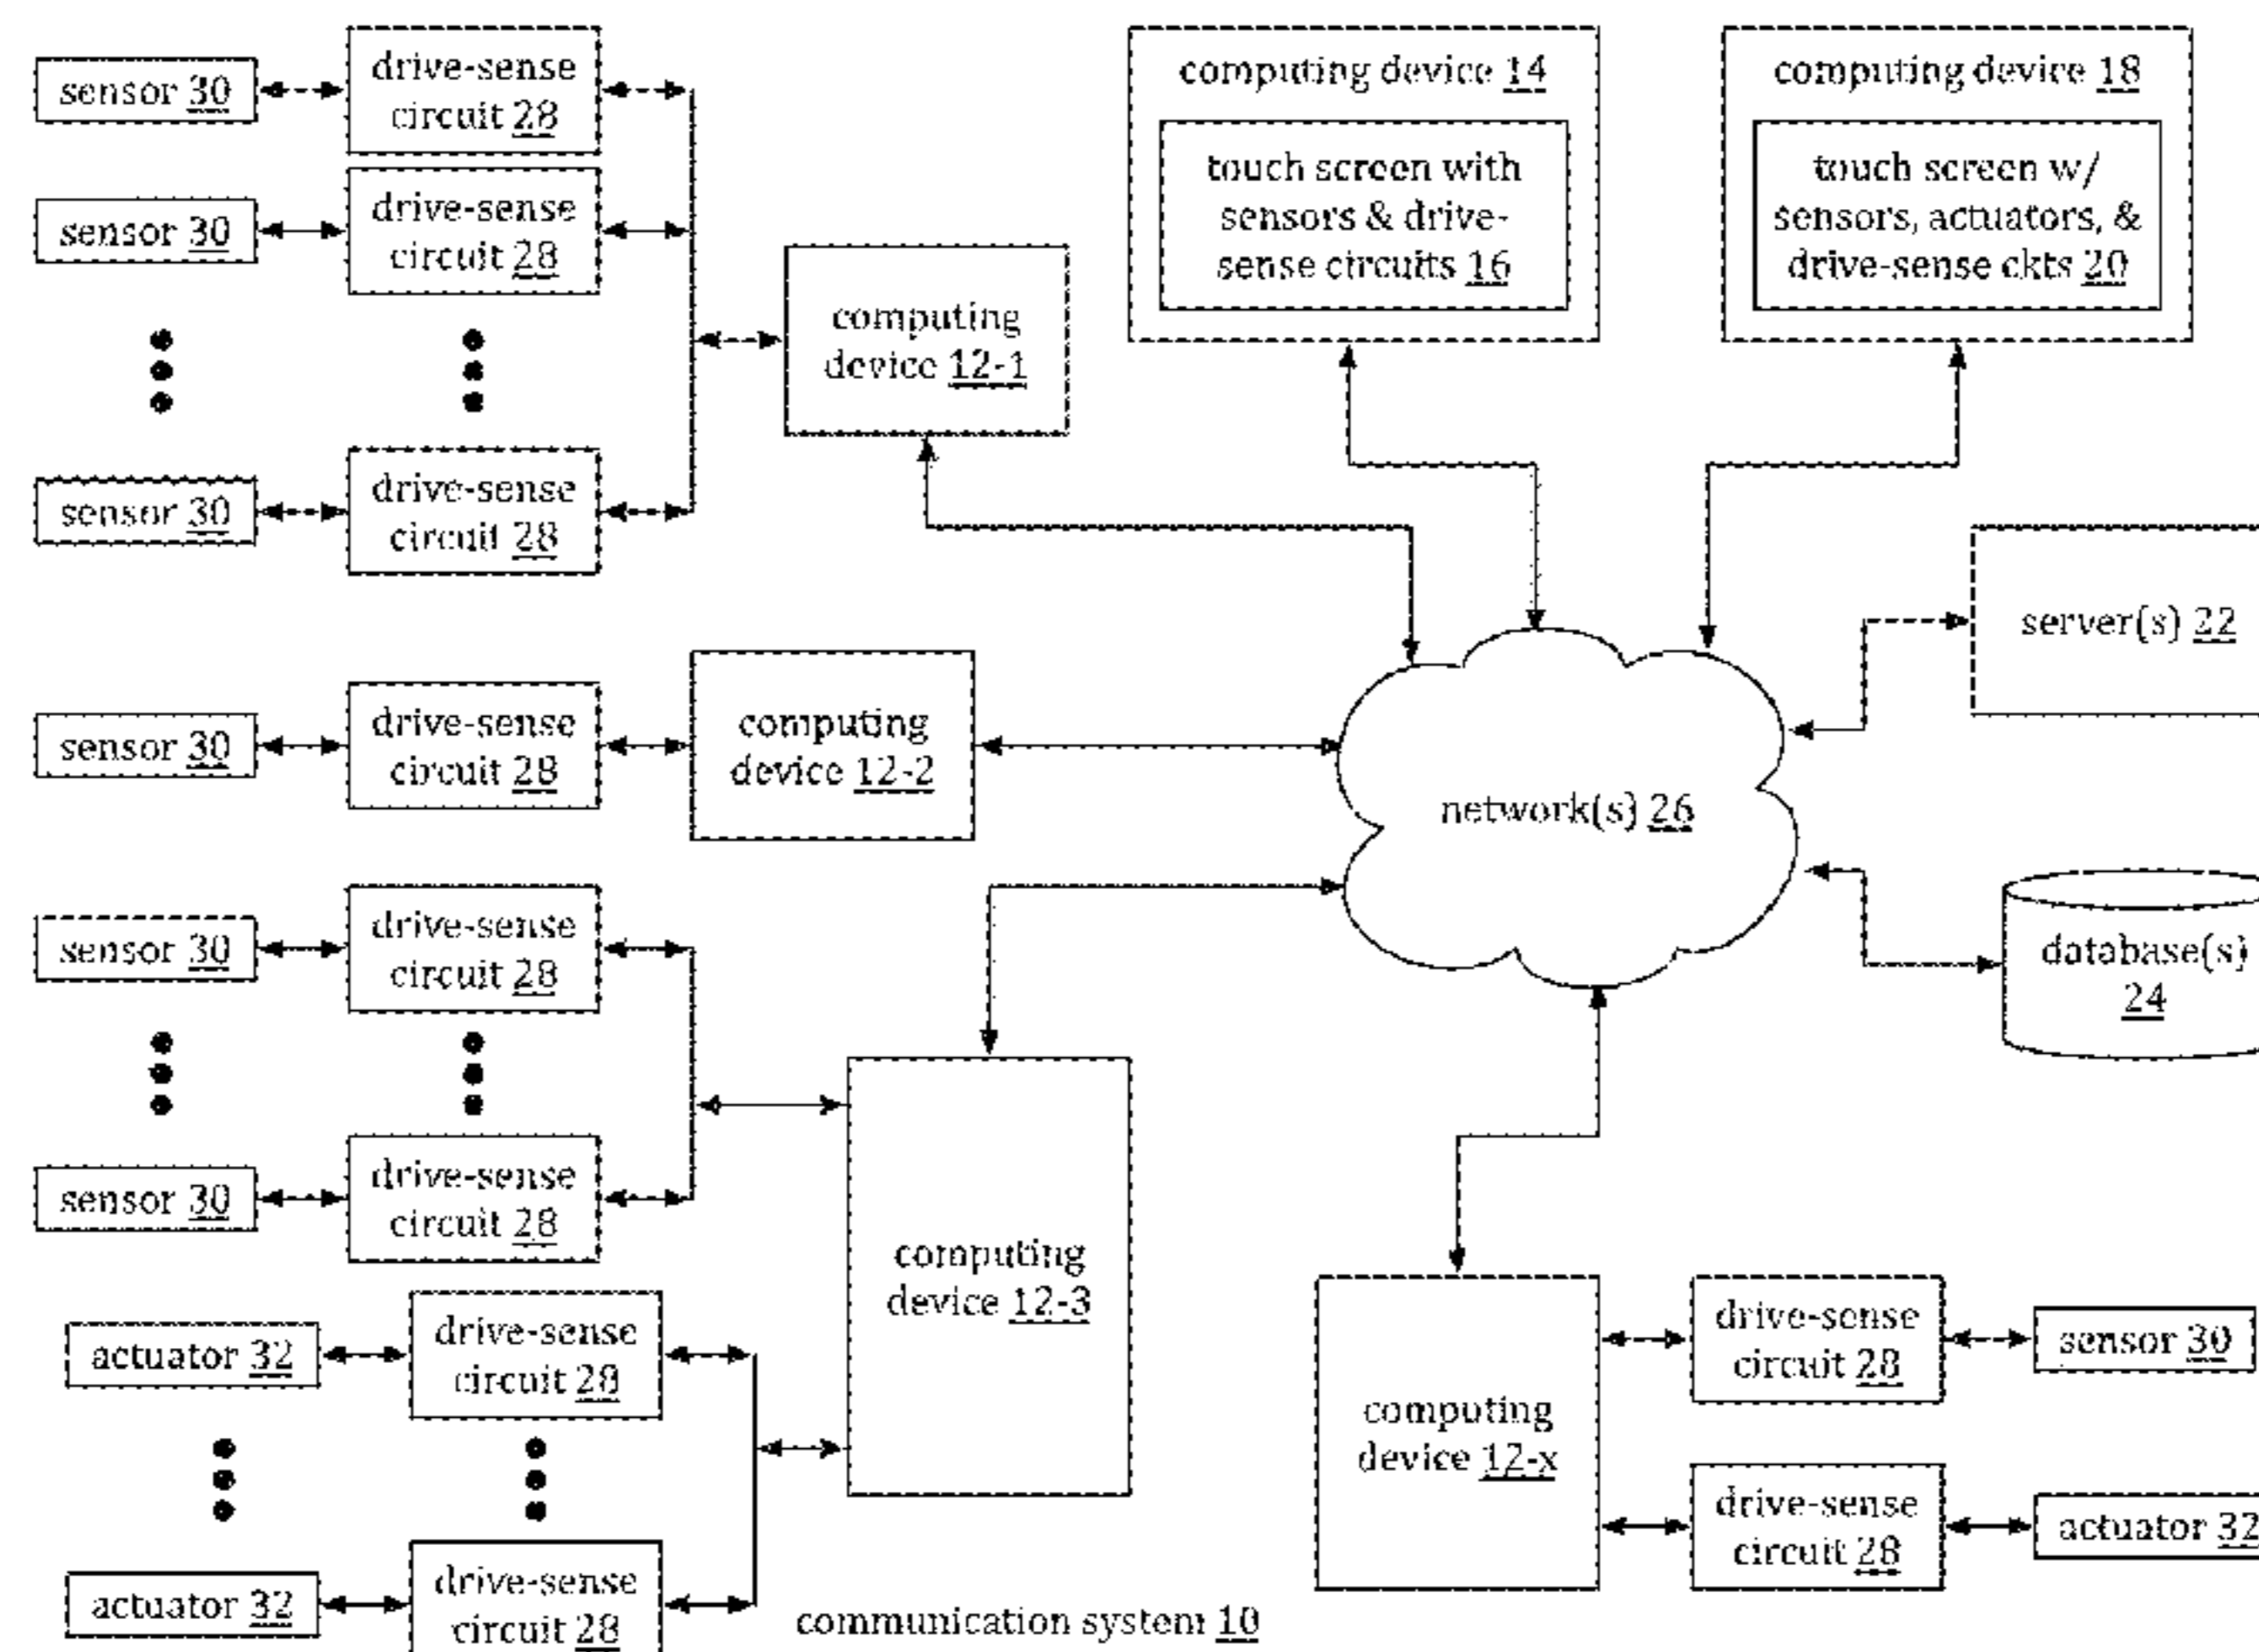 sensor 30
drive-sense
circuit 28
sensor 30
drive-sense
circuit 28
sensor 30
drive-sense
circuit 28
computing
device 12-1
computing device 14
touch screen with
sensors & drive-
sense circuits 16
computing device 18
touch screen w/
sensors, actuators, &
drive-sense ckts 20
server(s) 22
sensor 30
drive-sense
circuit 28
computing
device 12-2
network(s) 26
database(s)
24
sensor 30
drive-sense
circuit 28
sensor 30
drive-sense
circuit 28
computing
device 12-3
actuator 32
drive-sense
circuit 28
actuator 32
drive-sense
circuit 28
computing
device 12-x
drive-sense
circuit 28
sensor 30
drive-sense
circuit 28
actuator 32
communication system 10